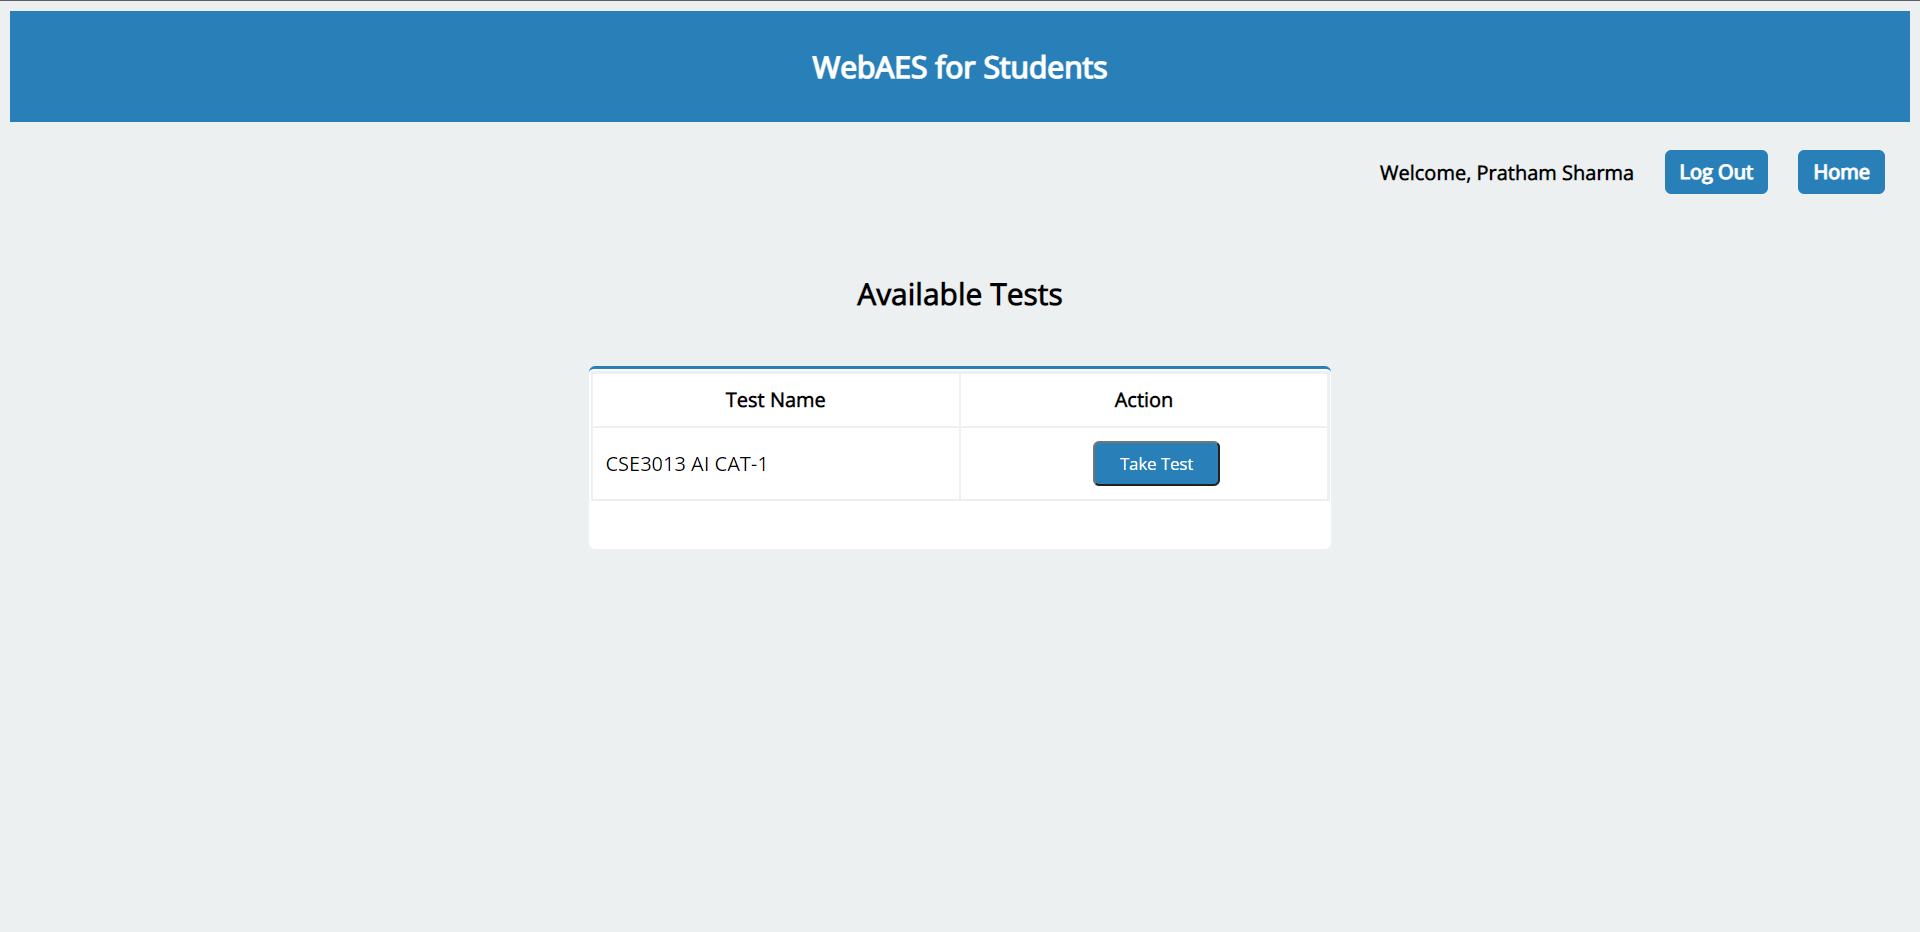 WebAES for Students
Welcome, Pratham Sharma Log Out Home
Available Tests
Test Name Action
CSE3013 AI CAT-1 Take Test